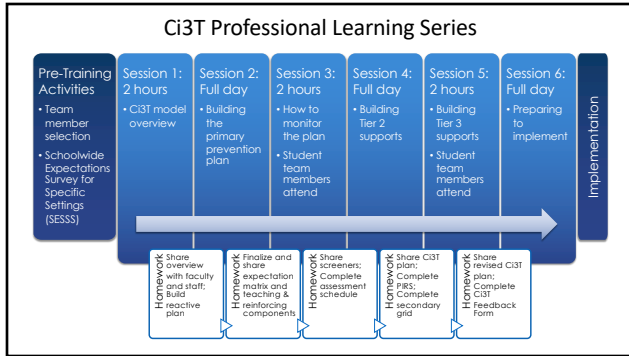 Ci3T Professional Learning Series
Pre-Training
Activities
• Team
member
selection
• Schoolwide
Expectations
Survey for
Specific
Settings
(SESSS)
Session 1:
2 hours
• Ci3T model
overview
Session 2:
Full day
• Building
the
primary
prevention
plan
Session 3:
2 hours
• How to
monitor
the plan
• Student
team
members
attend
Session 4:
Full day
• Building
Tier 2
supports
Session 5:
2 hours
• Building
Tier 3
supports
• Student
team
members
attend
Session 6:
Full day
• Preparing
to
implement
Implementation
Homework
Share
overview
with faculty
and staff;
Build
reactive
plan
Homework
Finalize and
share
expectation
matrix and
teaching &
reinforcing
components
Homework
Share
screeners;
Complete
assessment
schedule
Homework
Share Ci3T
plan;
Complete
PIRS;
Complete
secondary
grid
Homework
Share
revised Ci3T
plan;
Complete
Ci3T
Feedback
Form